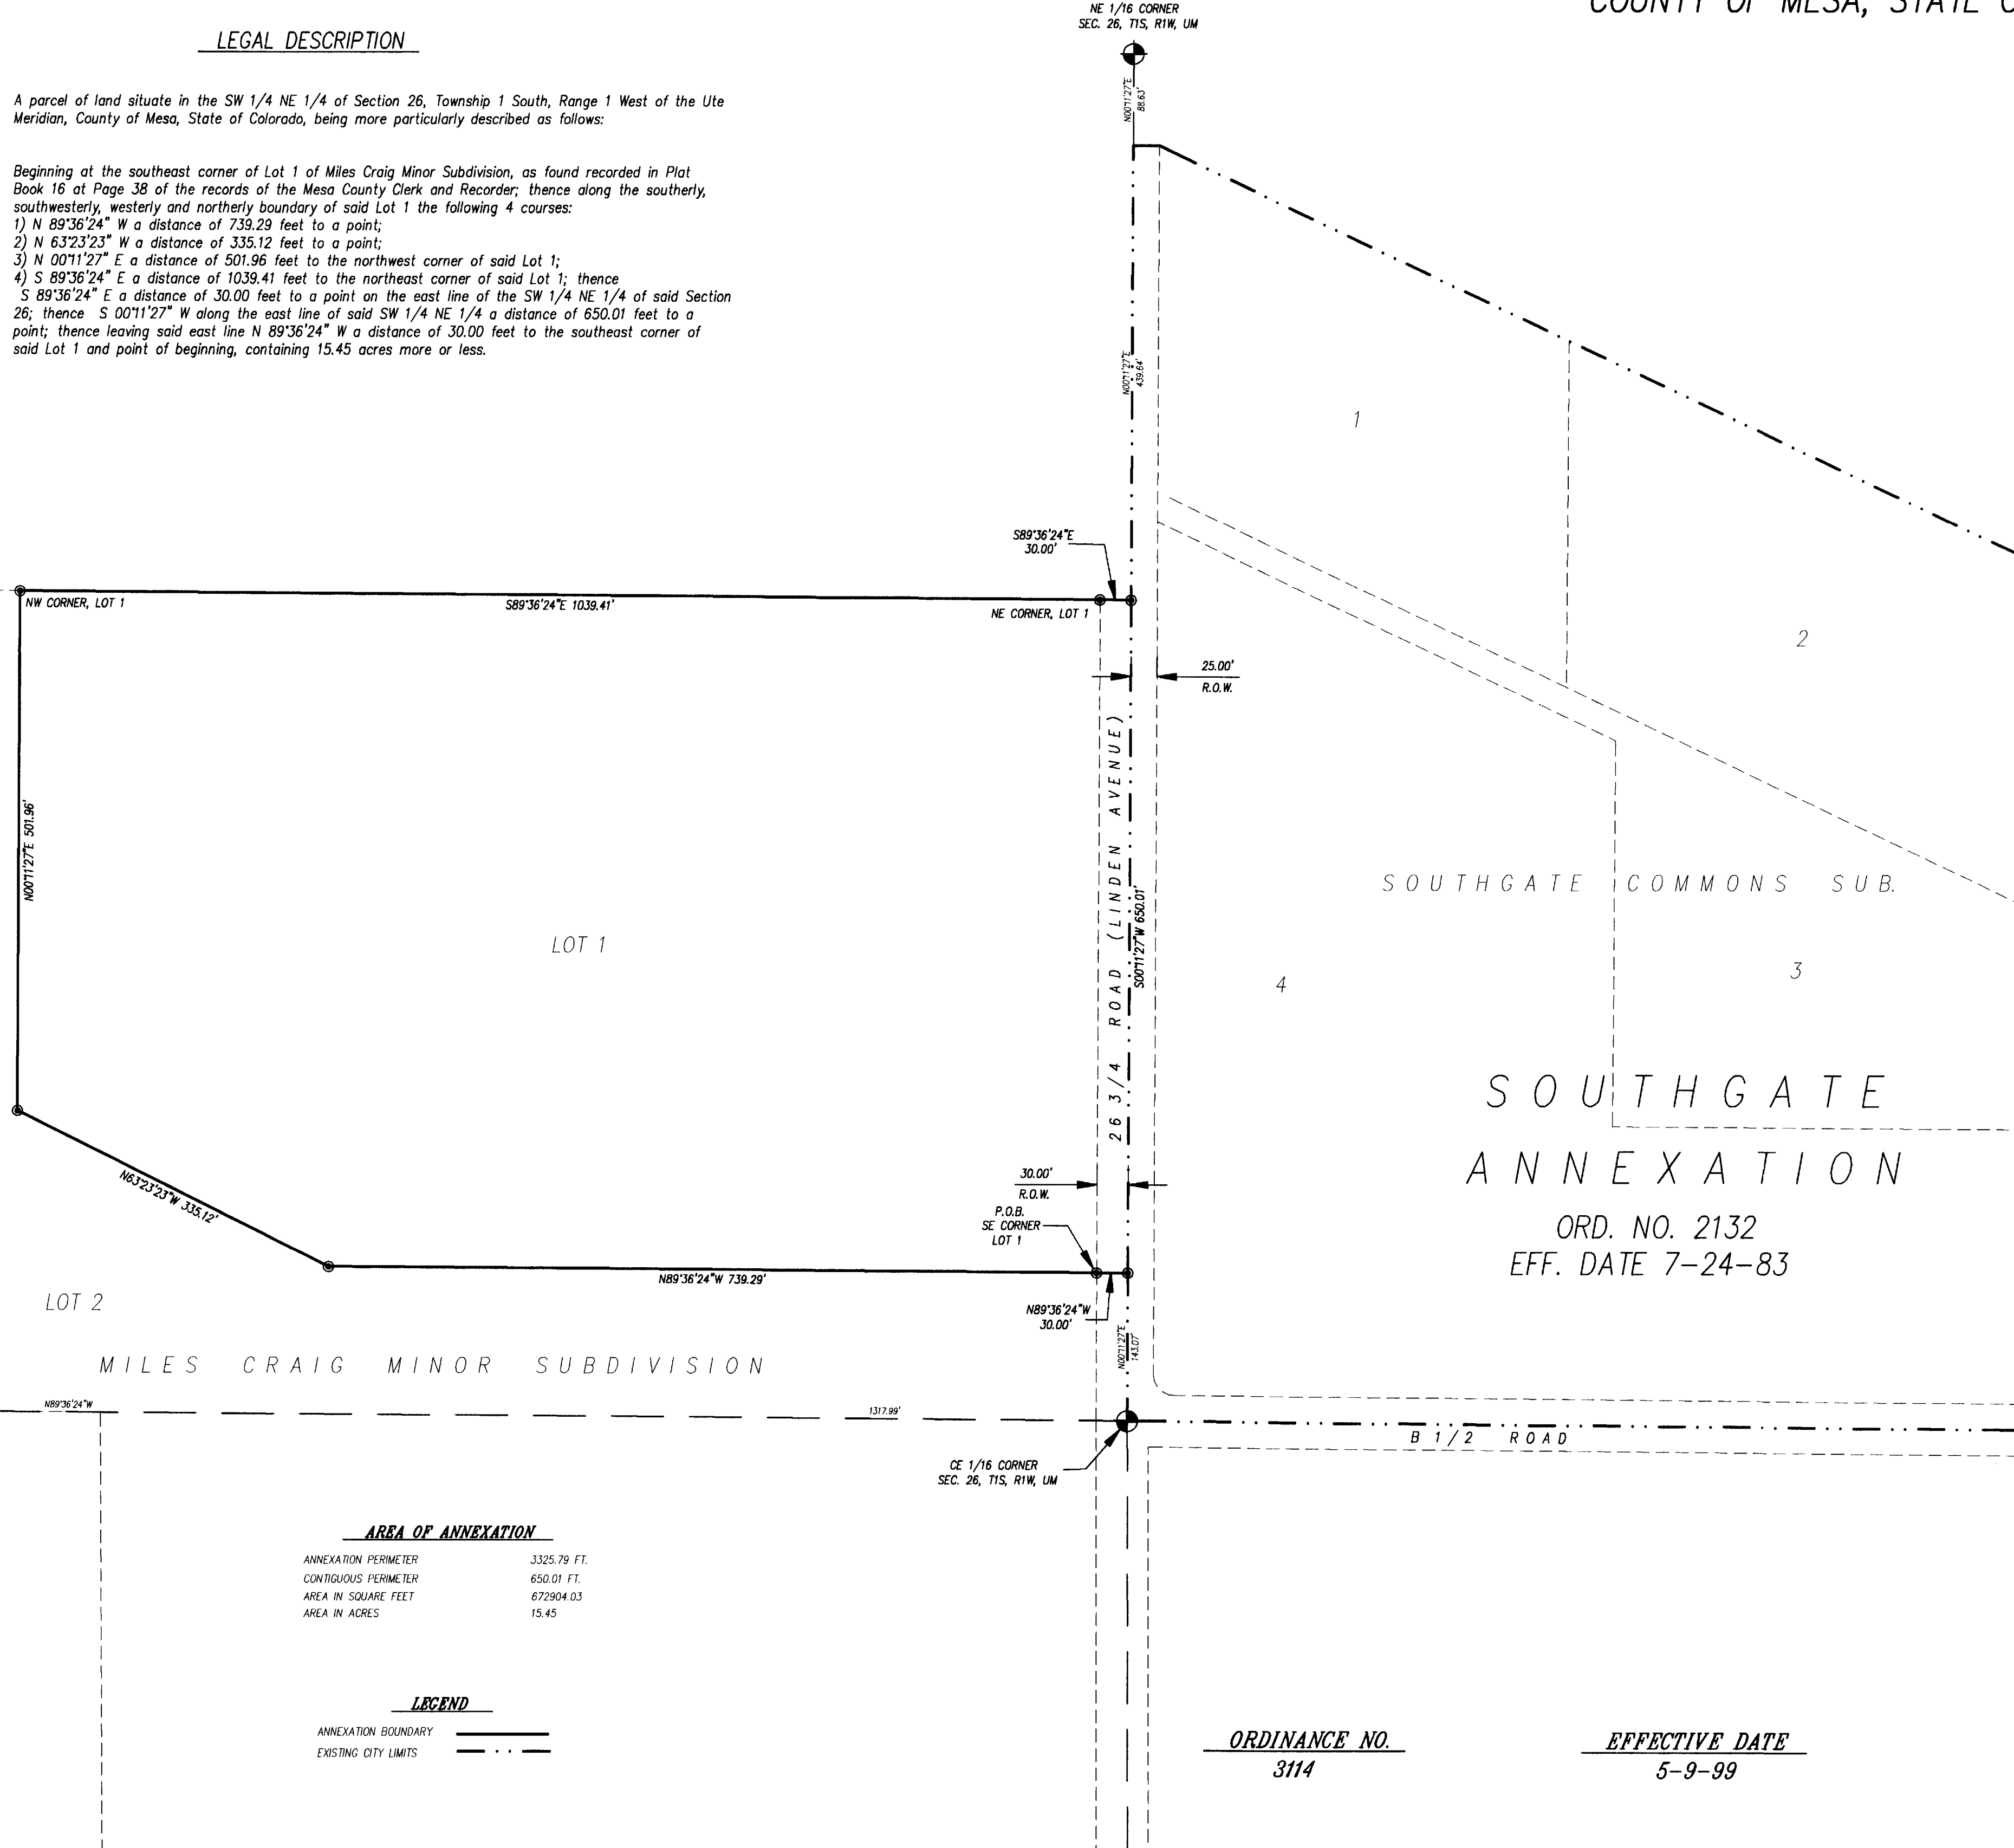 COUNTY OF MESA, STATE O
LEGAL DESCRIPTION
A parcel of land situate in the SW 1/4 NE 1/4 of Section 26, Township 1 South, Range 1 West of the Ute
Meridian, County of Mesa, State of Colorado, being more particularly described as follows:
Beginning at the southeast corner of Lot 1 of Miles Craig Minor Subdivision, as found recorded in Plat
Book 16 at Page 38 of the records of the Mesa County Clerk and Recorder; thence along the southerly,
southwesterly, westerly and northerly boundary of said Lot 1 the following 4 courses:
1) N 89°36'24" W a distance of 739.29 feet to a point;
2) N 63°23'23" W a distance of 335.12 feet to a point;
3) N 00°11'27" E a distance of 501.96 feet to the northwest corner of said Lot 1;
4) S 89°36'24" E a distance of 1039.41 feet to the northeast corner of said Lot 1; thence
S 89°36'24" E a distance of 30.00 feet to a point on the east line of the SW 1/4 NE 1/4 of said Section
26; thence S 00°11'27" W along the east line of said SW 1/4 NE 1/4 a distance of 650.01 feet to a
point; thence leaving said east line N 89°36'24" W a distance of 30.00 feet to the southeast corner of
said Lot 1 and point of beginning, containing 15.45 acres more or less.
NE 1/16 CORNER
SEC. 26, T1S, R1W, UM
N00°11'27"E
88.63'
N00°11'27"E
439.64'
1
2
S89°36'24"E
30.00'
NW CORNER, LOT 1
S89°36'24"E 1039.41'
NE CORNER, LOT 1
25.00'
R.O.W.
N00°11'27"E 501.96'
26 3/4 ROAD (LINDEN AVENUE)
S00°11'27"W 650.01'
SOUTHGATE COMMONS SUB.
LOT 1
4
3
SOUTHGATE
ANNEXATION
ORD. NO. 2132
EFF. DATE 7-24-83
N63°23'23"W 335.12'
30.00'
R.O.W.
P.O.B.
SE CORNER
LOT 1
N89°36'24"W 739.29'
N89°36'24"W
30.00'
LOT 2
N00°11'27"E
143.07'
MILES CRAIG MINOR SUBDIVISION
N89°36'24"W
1317.99'
B 1/2 ROAD
CE 1/16 CORNER
SEC. 26, T1S, R1W, UM
AREA OF ANNEXATION
ANNEXATION PERIMETER 3325.79 FT.
CONTIGUOUS PERIMETER 650.01 FT.
AREA IN SQUARE FEET 672904.03
AREA IN ACRES 15.45
LEGEND
ANNEXATION BOUNDARY
EXISTING CITY LIMITS
ORDINANCE NO.
3114
EFFECTIVE DATE
5-9-99